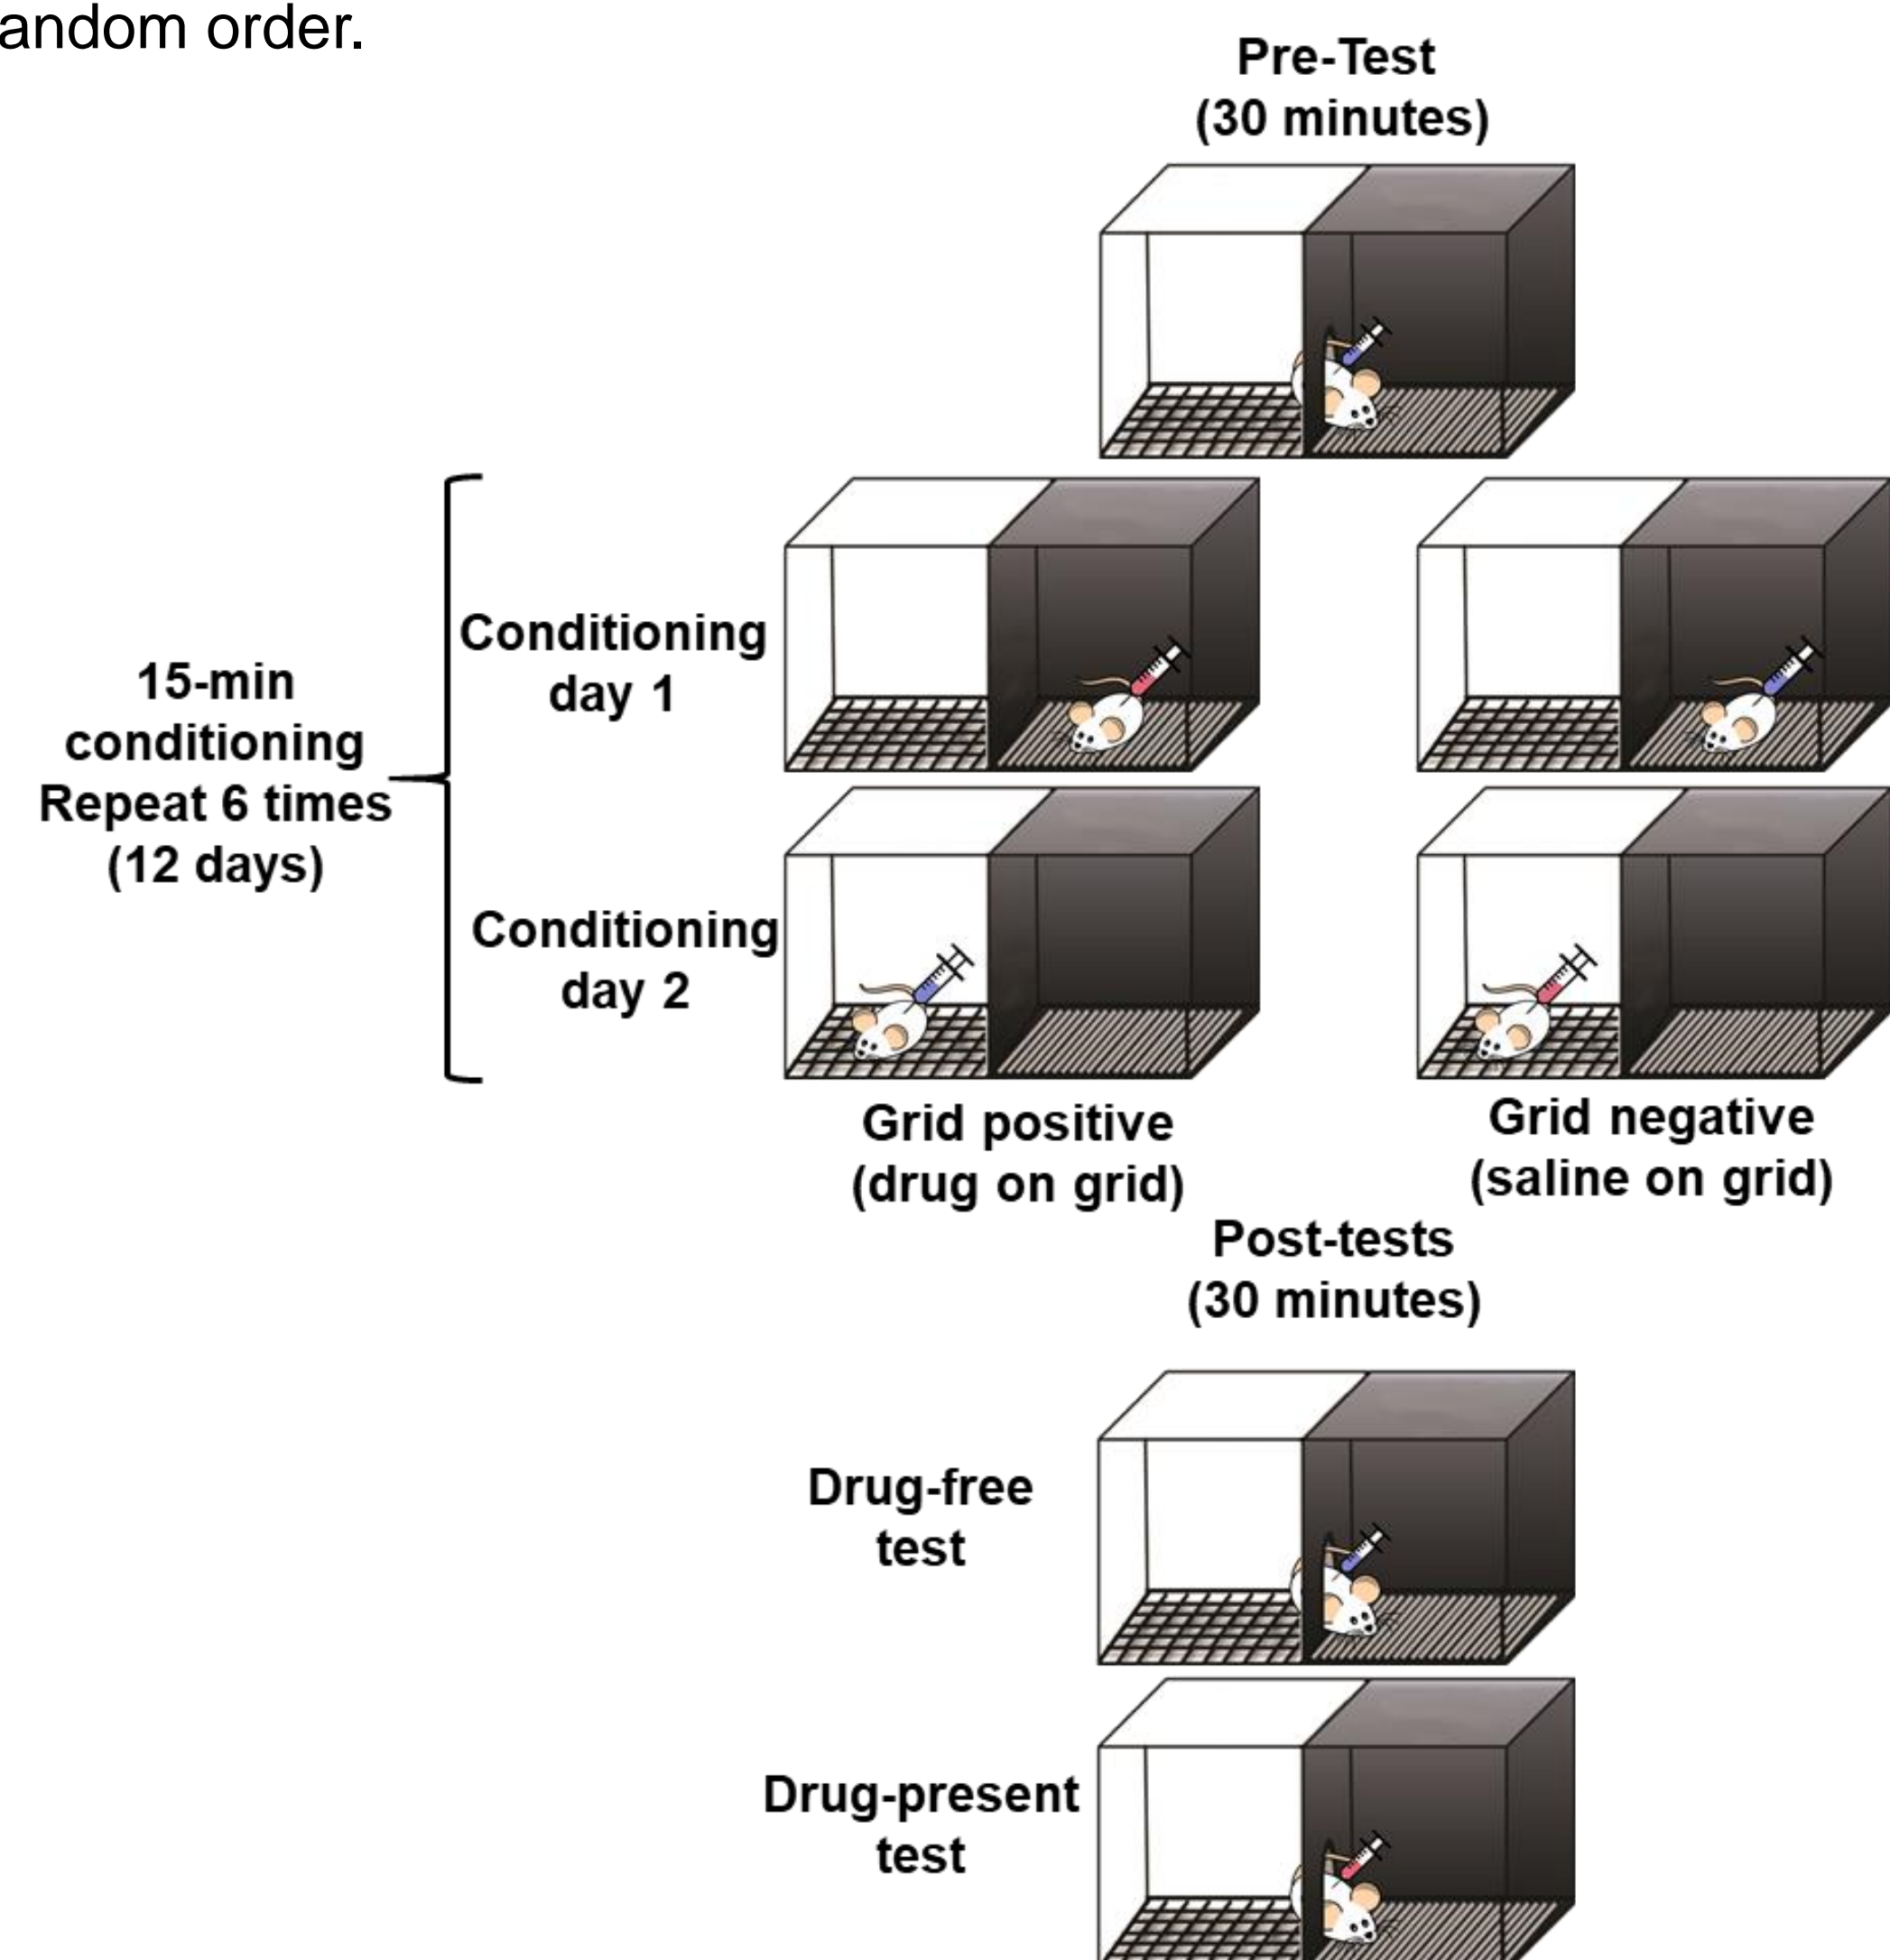 andom order.
Pre-Test
(30 minutes)
15-min
conditioning
Repeat 6 times
(12 days)
Conditioning
day 1
Conditioning
day 2
Grid positive
(drug on grid)
Grid negative
(saline on grid)
Post-tests
(30 minutes)
Drug-free
test
Drug-present
test